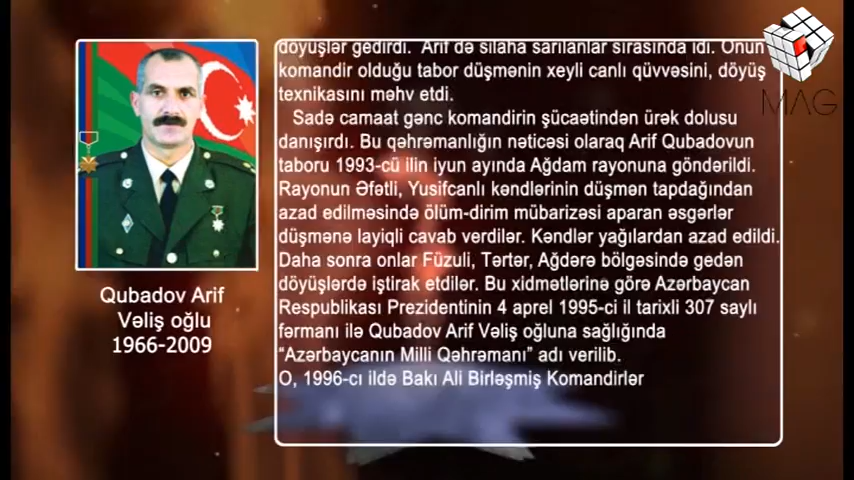 MAG
döyüşlər gedirdi. Arif də silaha sarılanlar sırasında idi. Onun
komandir olduğu tabor düşmənin xeyli canlı qüvvəsini, döyüş
texnikasını məhv etdi.
Sadə camaat gənc komandirin şücaətindən ürək dolusu
danışırdı. Bu qəhrəmanlığın nəticəsi olaraq Arif Qubadovun
taboru 1993-cü ilin iyun ayında Ağdam rayonuna göndərildi.
Rayonun Əfətli, Yusifcanlı kəndlərinin düşmən tapdağından
azad edilməsində ölüm-dirim mübarizəsi aparan əsgərlər
düşmənə layiqli cavab verdilər. Kəndlər yağılardan azad edildi.
Daha sonra onlar Füzuli, Tərtər, Ağdərə bölgəsində gedən
döyüşlərdə iştirak etdilər. Bu xidmətlərinə görə Azərbaycan
Respublikası Prezidentinin 4 aprel 1995-ci il tarixli 307 saylı
fərmanı ilə Qubadov Arif Vəliş oğluna sağlığında
“Azərbaycanın Milli Qəhrəmanı” adı verilib.
O, 1996-cı ildə Bakı Ali Birləşmiş Komandirlər
Qubadov Arif
Vəliş oğlu
1966-2009